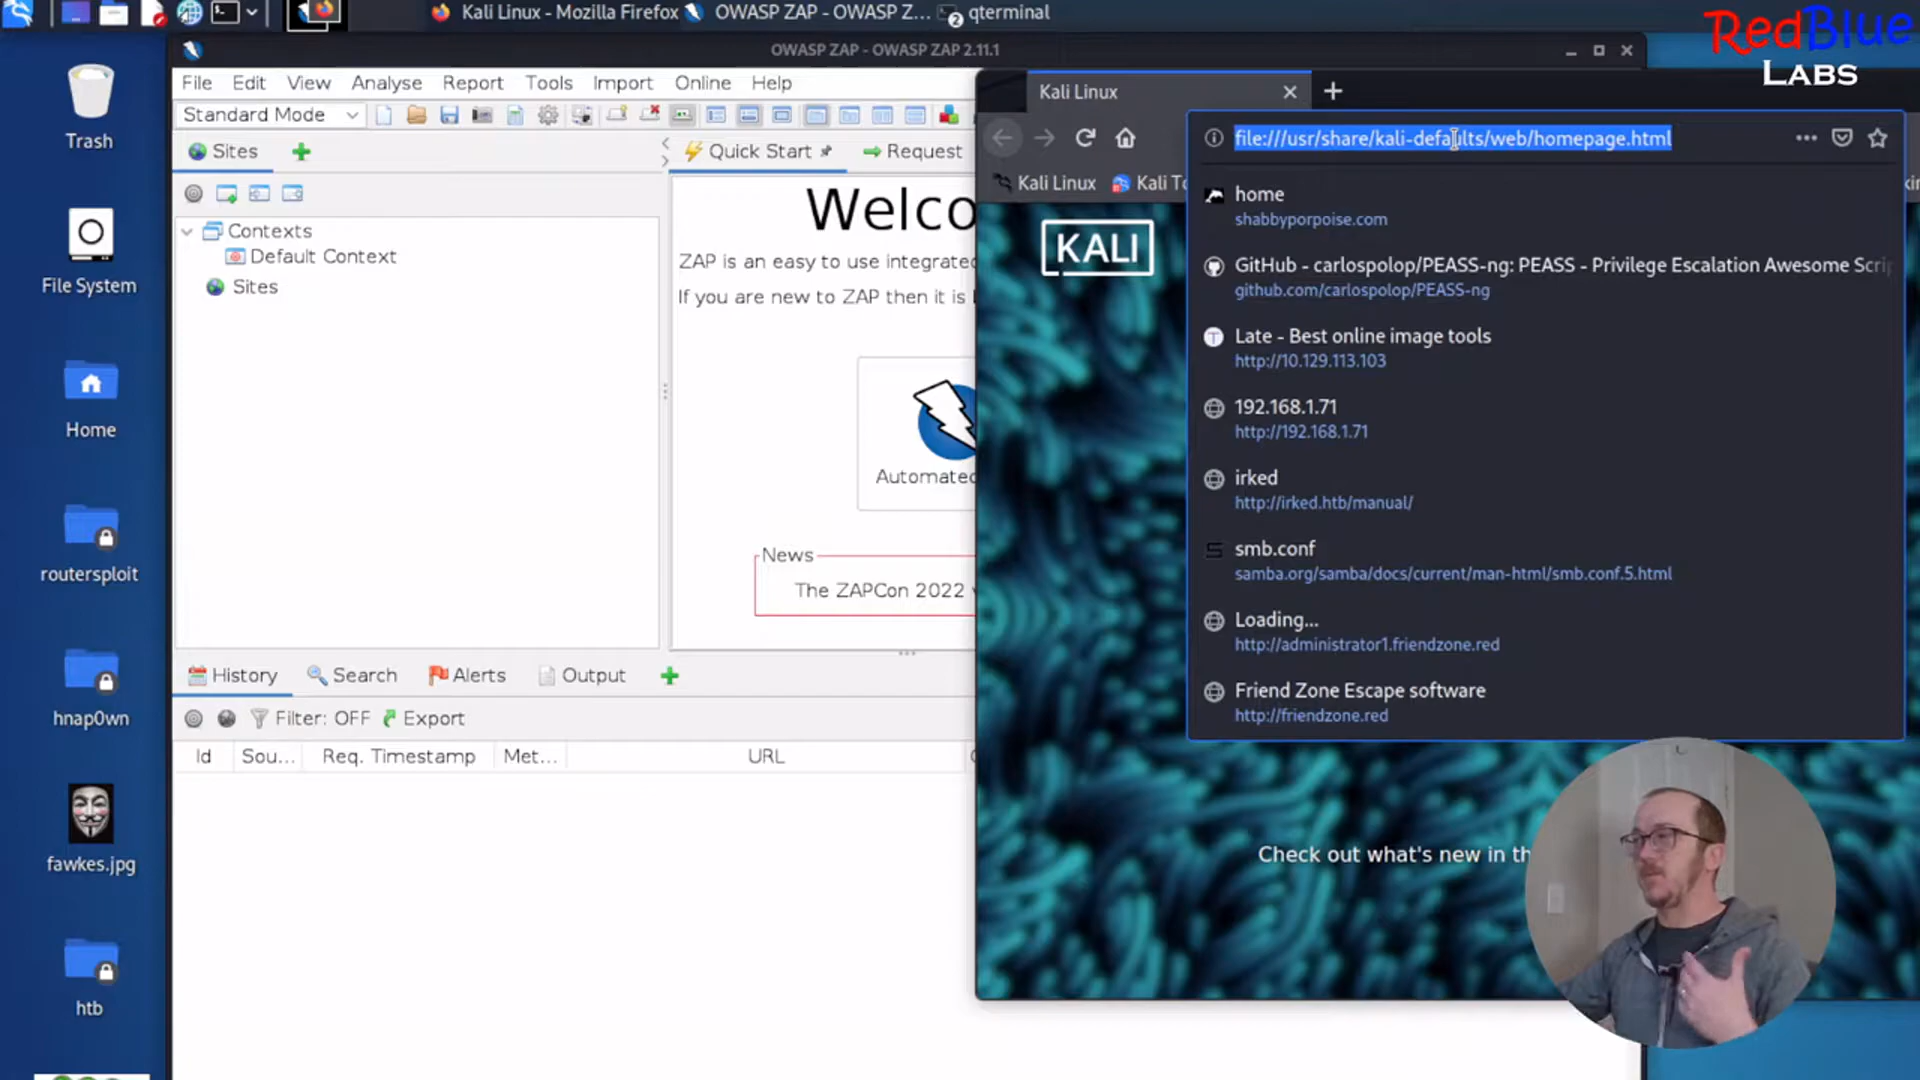 Kali Linux - Mozilla Firefox
OWASP ZAP - OWASP Z...
2
qterminal
RedBlue
LABS
OWASP ZAP - OWASP ZAP 2.11.1
File Edit View Analyse Report Tools Import Online Help
Standard Mode
Sites
Quick Start
Request
Contexts
Default Context
Sites
Welco
ZAP is an easy to use integrate
If you are new to ZAP then it is
Automate
News
The ZAPCon 2022
History Search Alerts Output
Filter: OFF Export
Id Sou... Req. Timestamp Met... URL
Trash
File System
Home
routersploit
hnap0wn
fawkes.jpg
htb
Kali Linux
file:///usr/share/kali-defaults/web/homepage.html
Kali Linux
Kali To
KALI
home
shabbyporpoise.com
GitHub - carlospolop/PEASS-ng: PEASS - Privilege Escalation Awesome Scri
github.com/carlospolop/PEASS-ng
Late - Best online image tools
http://10.129.113.103
192.168.1.71
http://192.168.1.71
irked
http://irked.htb/manual/
smb.conf
samba.org/samba/docs/current/man-html/smb.conf.5.html
Loading...
http://administrator1.friendzone.red
Friend Zone Escape software
http://friendzone.red
Check out what's new in th